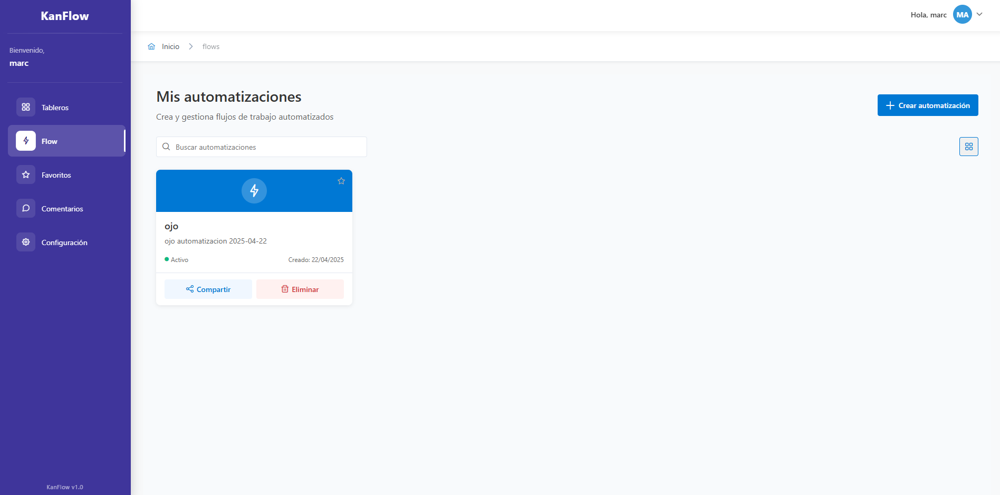 KanFlow
Bienvenido,
marc
Tableros
Flow
Favoritos
Comentarios
Configuración
KanFlow v1.0
Hola, marc
MA
Inicio
flows
Mis automatizaciones
Crea y gestiona flujos de trabajo automatizados
Crear automatización
Buscar automatizaciones
ojo
ojo automatizacion 2025-04-22
Activo
Creado: 22/04/2025
Compartir
Eliminar